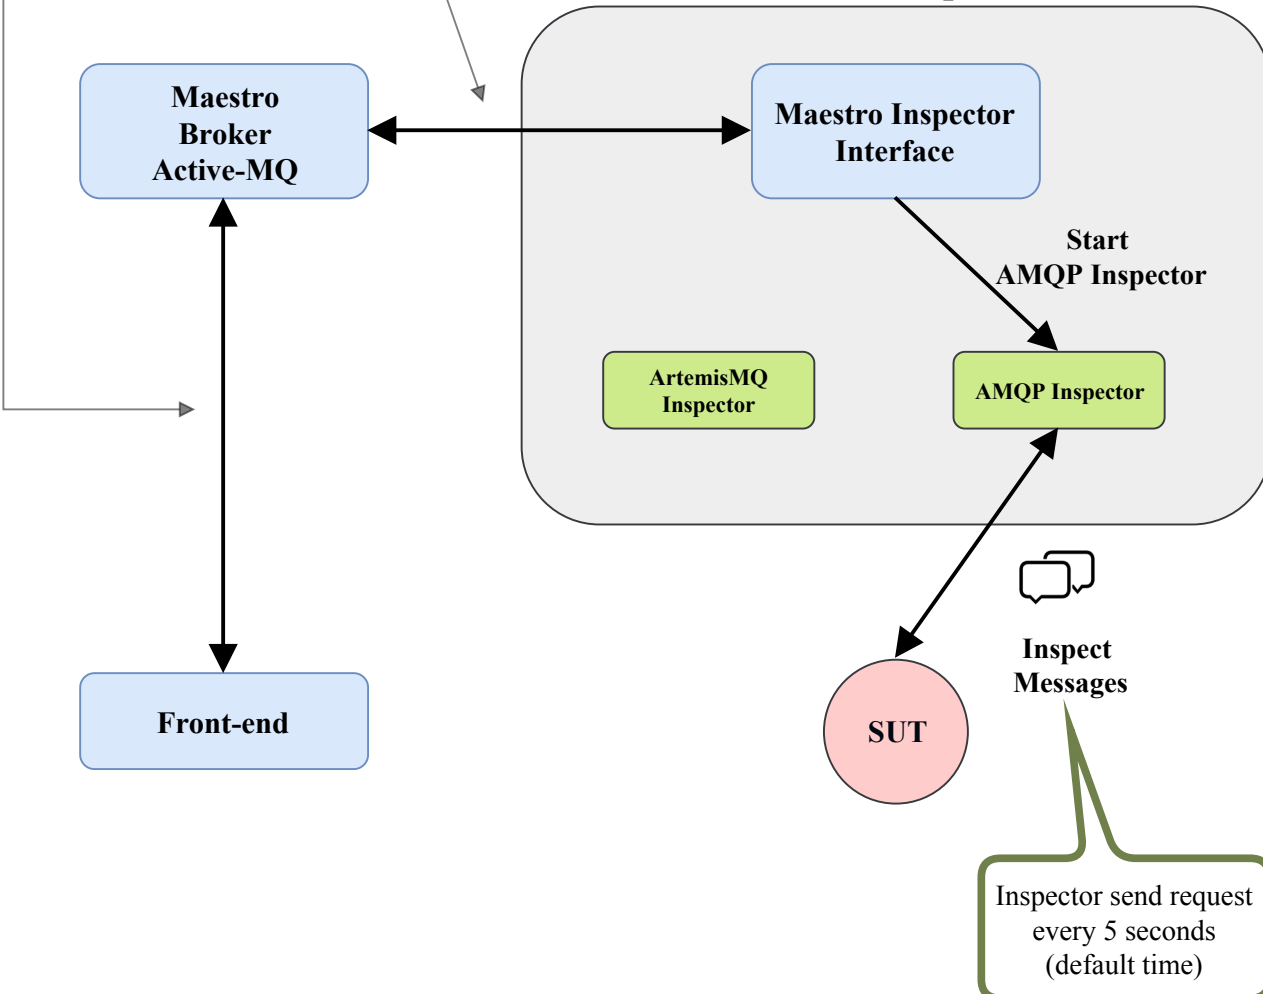 Maestro
Broker
Active-MQ
Maestro Inspector
Interface
Start
AMQP Inspector
ArtemisMQ
Inspector
AMQP Inspector
Inspect
Messages
Front-end
SUT
Inspector send request
every 5 seconds
(default time)